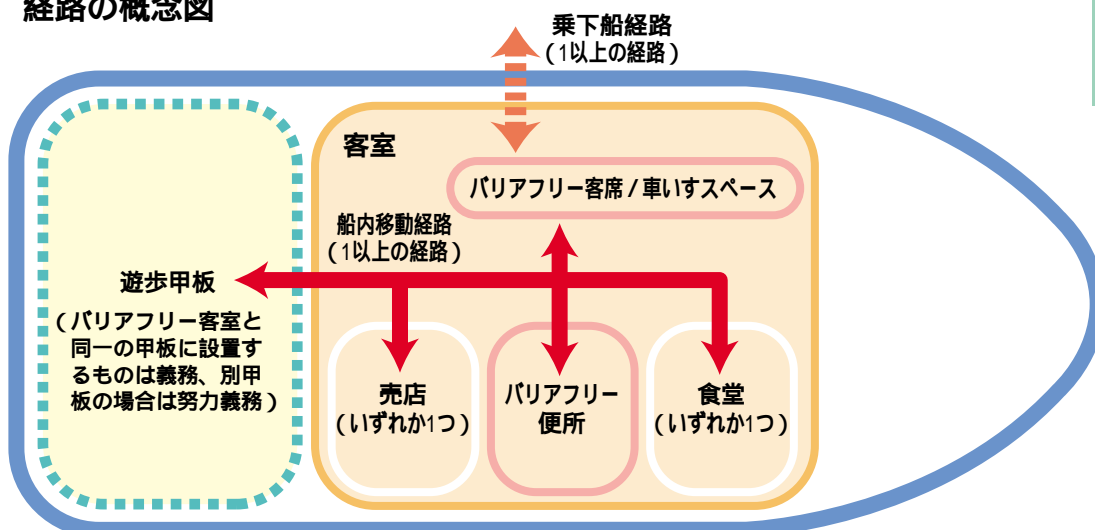 経路の概念図
乗下船経路
（1以上の経路）
客室
バリアフリー客席／車いすスペース
船内移動経路
（1以上の経路）
遊歩甲板
（バリアフリー客室と
同一の甲板に設置す
るものは義務、別甲
板の場合は努力義務）
売店
（いずれか1つ）
バリアフリー
便所
食堂
（いずれか1つ）